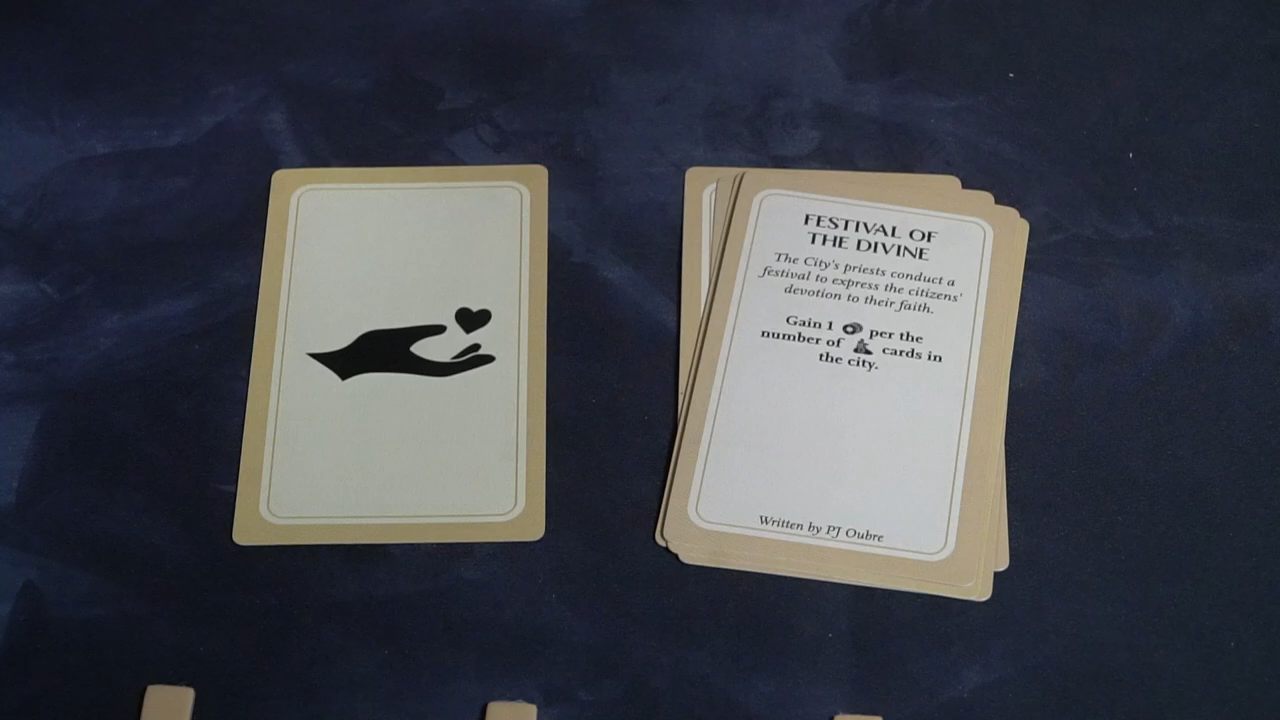 FESTIVAL OF
THE DIVINE
The City's priests conduct a
festival to express the citizens'
devotion to their faith.
Gain 1 per the
number of cards in
the city.
Written by PJ Oubre